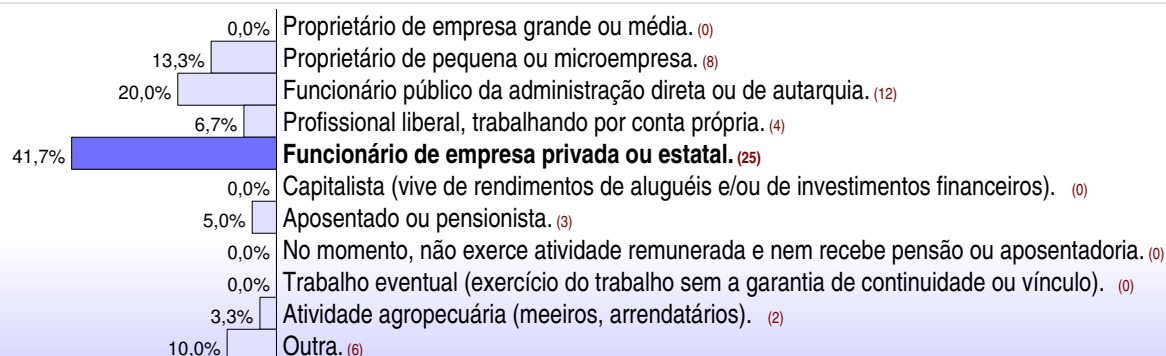 0,0% Proprietário de empresa grande ou média. (0)
13,3% Proprietário de pequena ou microempresa. (8)
20,0% Funcionário público da administração direta ou de autarquia. (12)
6,7% Profissional liberal, trabalhando por conta própria. (4)
41,7% Funcionário de empresa privada ou estatal. (25)
0,0% Capitalista (vive de rendimentos de aluguéis e/ou de investimentos financeiros). (0)
5,0% Aposentado ou pensionista. (3)
0,0% No momento, não exerce atividade remunerada e nem recebe pensão ou aposentadoria. (0)
0,0% Trabalho eventual (exercício do trabalho sem a garantia de continuidade ou vínculo). (0)
3,3% Atividade agropecuária (meeiros, arrendatários). (2)
10,0% Outra. (6)